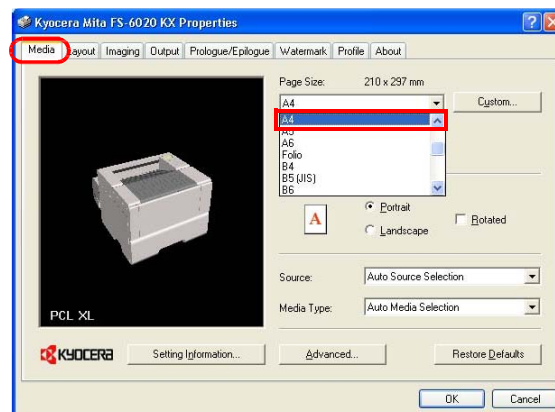 Kyocera Mita FS-6020 KX Properties
Media Layout Imaging Output Prologue/Epilogue Watermark Profile About
Page Size: 210 x 297 mm
A4
Custom...
A4
A5
A6
Folio
B4
B5 (JIS)
B6
A
Portrait
Rotated
Landscape
Source: Auto Source Selection
Media Type: Auto Media Selection
PCL XL
KYOCERA
Setting Information...
Advanced...
Restore Defaults
OK
Cancel